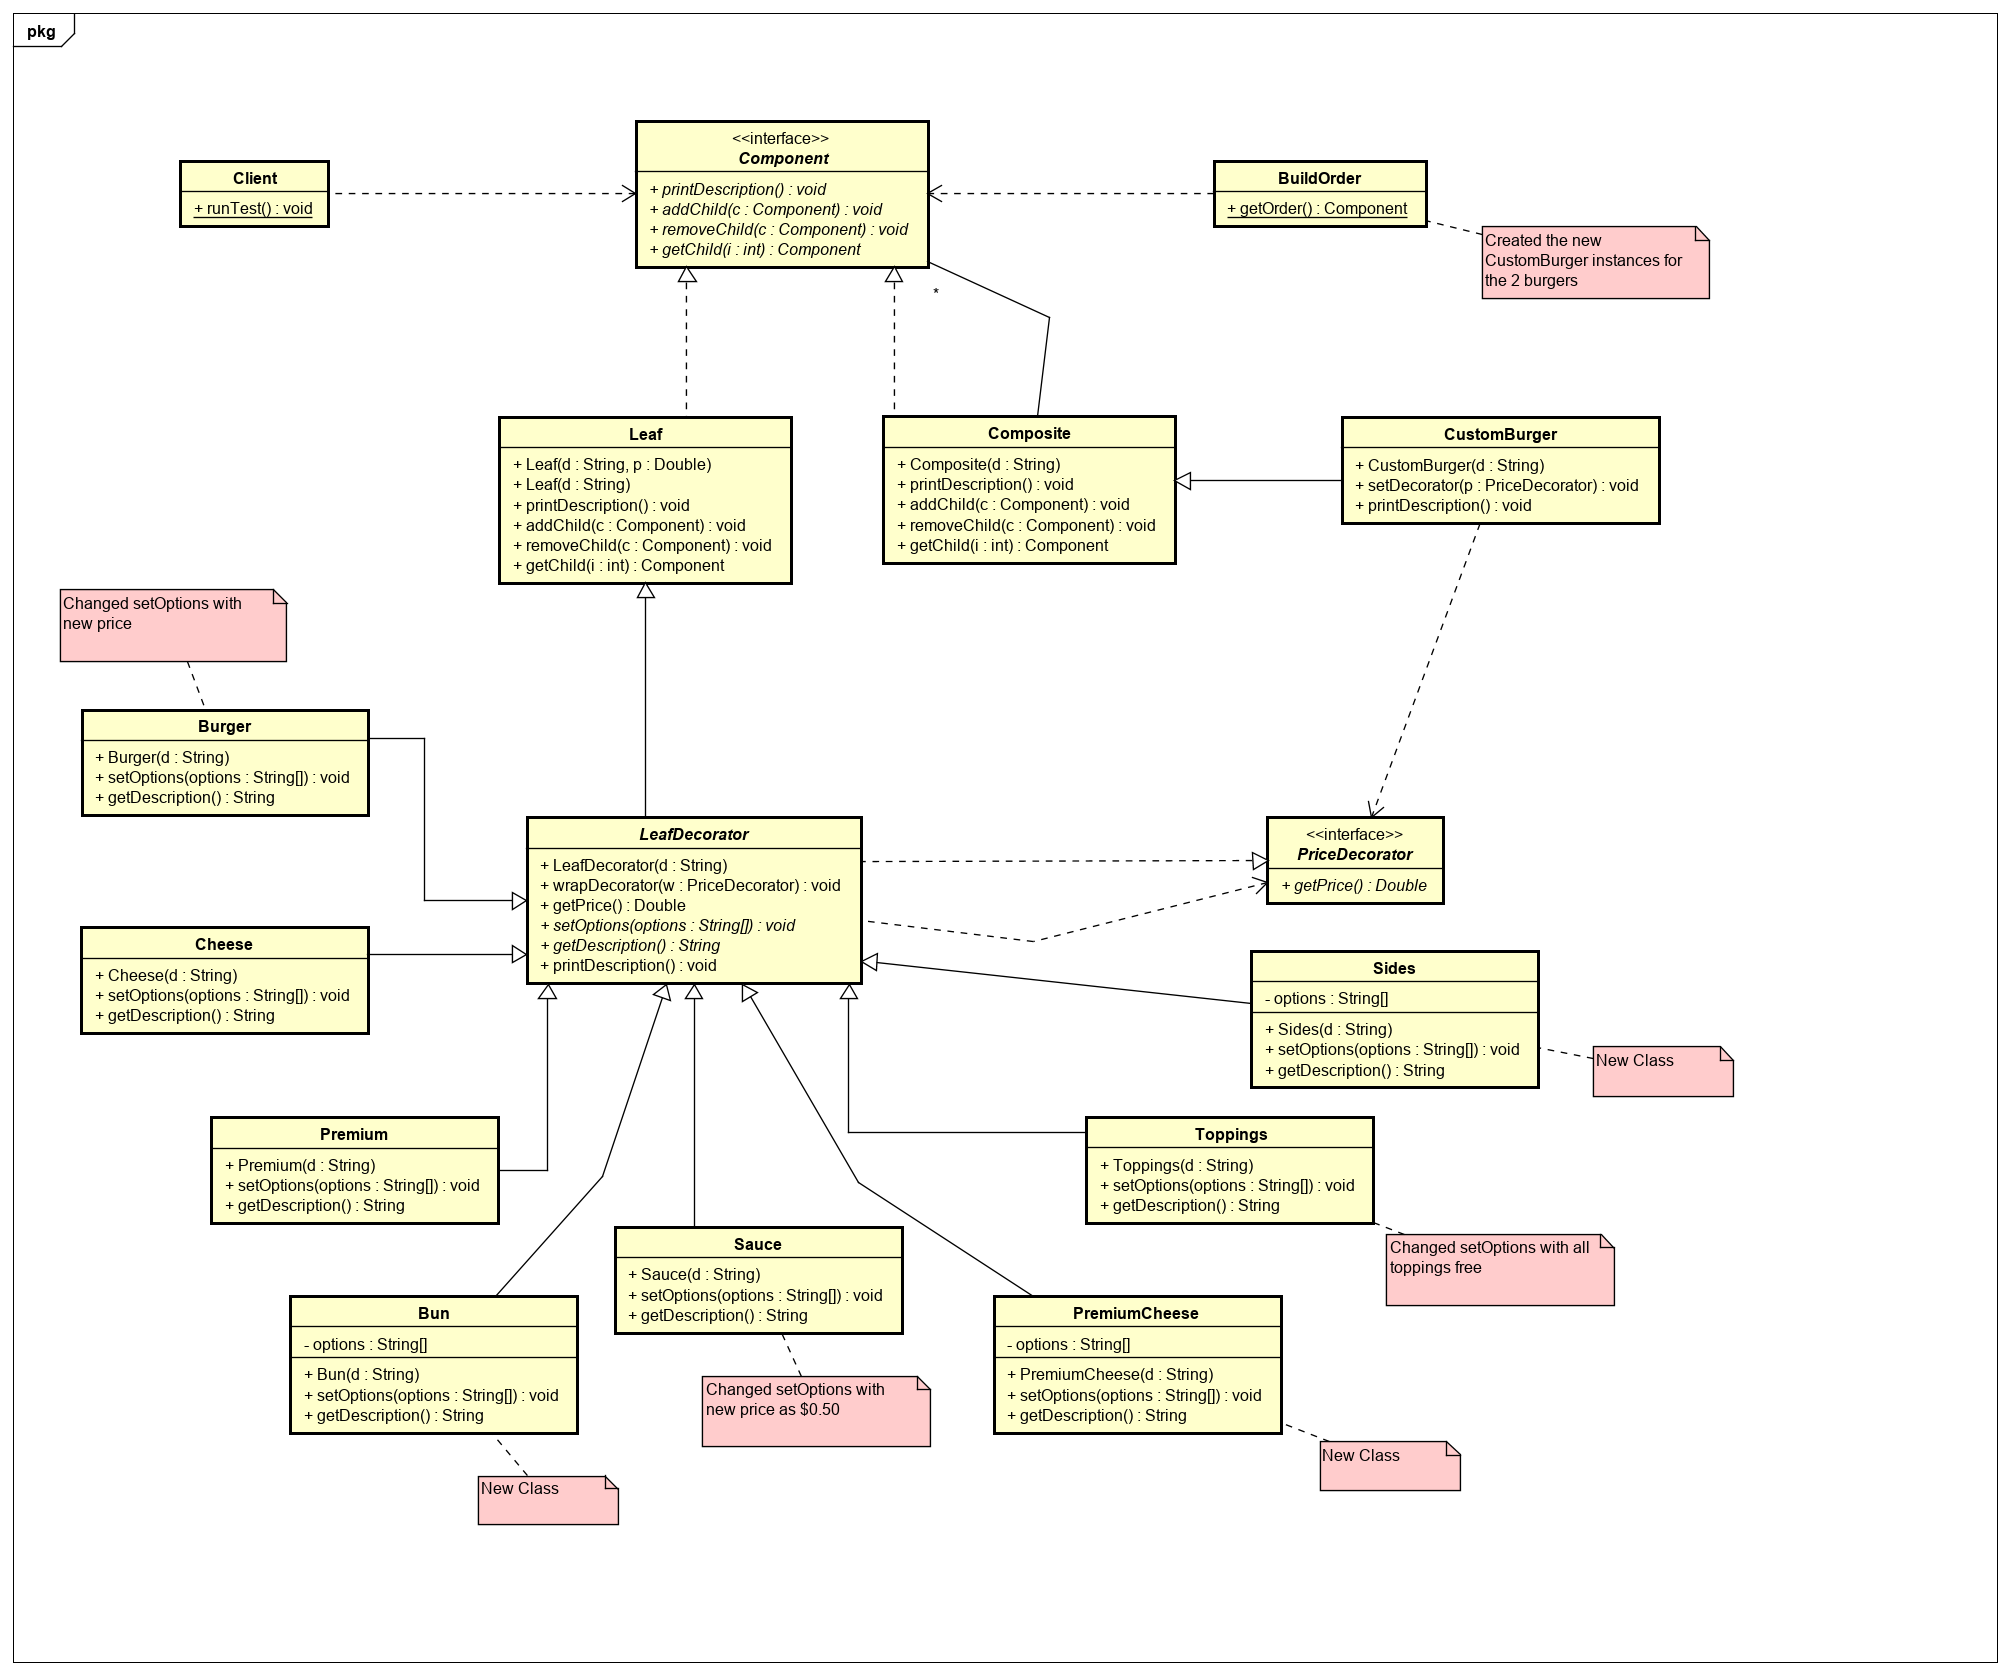 pkg
<<interface>>
Component
+ printDescription() : void
+ addChild(c : Component) : void
+ removeChild(c : Component) : void
+ getChild(i : int) : Component
Client
+ runTest() : void
BuildOrder
+ getOrder() : Component
Created the new
CustomBurger instances for
the 2 burgers
*
Leaf
+ Leaf(d : String, p : Double)
+ Leaf(d : String)
+ printDescription() : void
+ addChild(c : Component) : void
+ removeChild(c : Component) : void
+ getChild(i : int) : Component
Composite
+ Composite(d : String)
+ printDescription() : void
+ addChild(c : Component) : void
+ removeChild(c : Component) : void
+ getChild(i : int) : Component
CustomBurger
+ CustomBurger(d : String)
+ setDecorator(p : PriceDecorator) : void
+ printDescription() : void
Changed setOptions with
new price
Burger
+ Burger(d : String)
+ setOptions(options : String[]) : void
+ getDescription() : String
LeafDecorator
+ LeafDecorator(d : String)
+ wrapDecorator(w : PriceDecorator) : void
+ getPrice() : Double
+ setOptions(options : String[]) : void
+ getDescription() : String
+ printDescription() : void
<<interface>>
PriceDecorator
+ getPrice() : Double
Cheese
+ Cheese(d : String)
+ setOptions(options : String[]) : void
+ getDescription() : String
Sides
- options : String[]
+ Sides(d : String)
+ setOptions(options : String[]) : void
+ getDescription() : String
New Class
Premium
+ Premium(d : String)
+ setOptions(options : String[]) : void
+ getDescription() : String
Toppings
+ Toppings(d : String)
+ setOptions(options : String[]) : void
+ getDescription() : String
Changed setOptions with all
toppings free
Sauce
+ Sauce(d : String)
+ setOptions(options : String[]) : void
+ getDescription() : String
Changed setOptions with
new price as $0.50
Bun
- options : String[]
+ Bun(d : String)
+ setOptions(options : String[]) : void
+ getDescription() : String
New Class
PremiumCheese
- options : String[]
+ PremiumCheese(d : String)
+ setOptions(options : String[]) : void
+ getDescription() : String
New Class